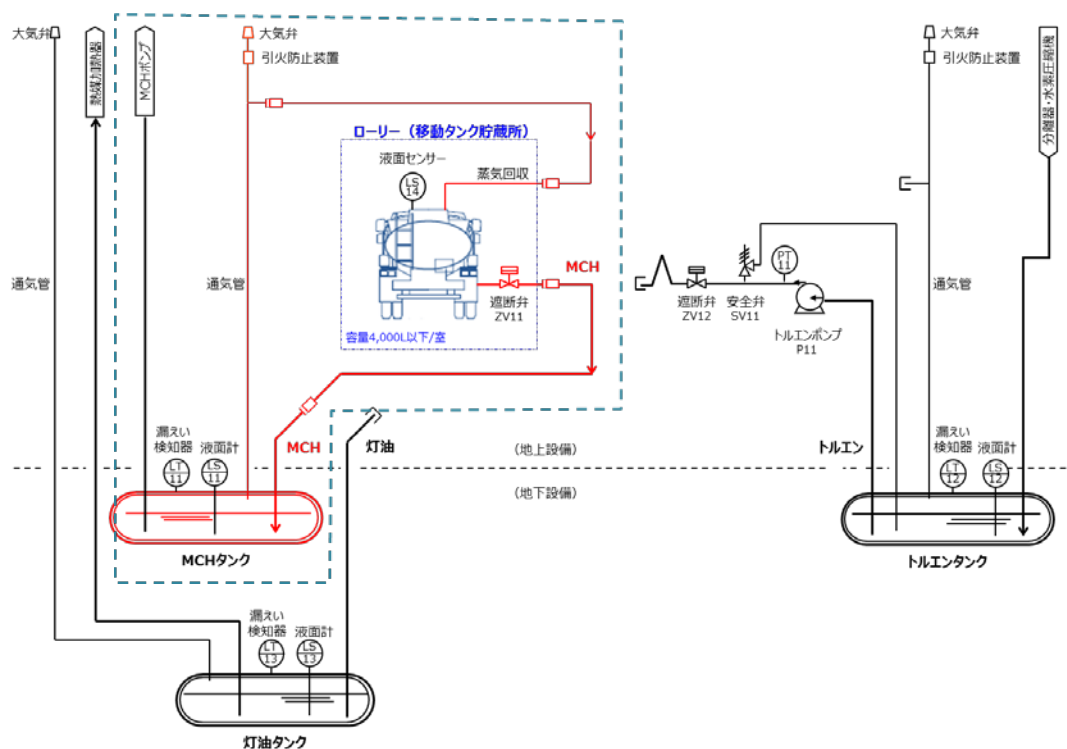 大気弁
熱媒加熱器
MCHポンプ
大気弁
引火防止装置
大気弁
引火防止装置
分離器・水素圧縮機
ローリー（移動タンク貯蔵所）
液面センサー
LS
14
蒸気回収
通気管
通気管
MCH
遮断弁
ZV11
容量4,000L以下/室
遮断弁
ZV12
安全弁
SV11
PT
11
トルエンポンプ
P11
通気管
漏えい
検知器
LT
11
液面計
LS
11
MCH
灯油
（地上設備）
（地下設備）
トルエン
漏えい
検知器
LT
12
液面計
LS
12
MCHタンク
トルエンタンク
漏えい
検知器
LT
13
液面計
LS
13
灯油タンク